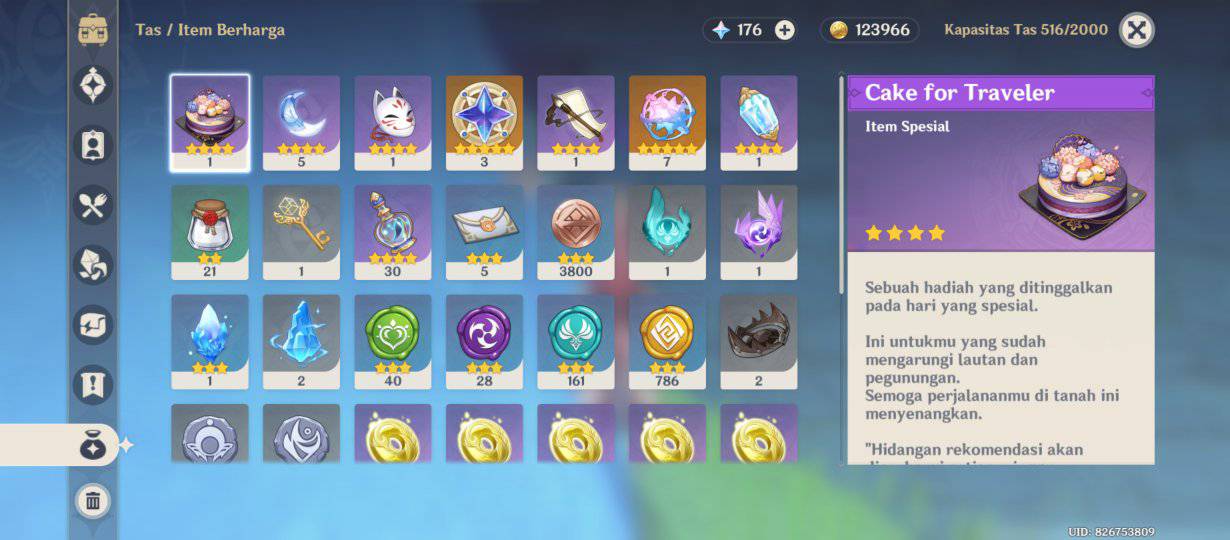 Tas / Item Berharga
176
123966
Kapasitas Tas 516/2000
1
5
1
3
1
7
1
21
1
30
5
3800
1
1
1
2
40
28
161
786
2
Cake for Traveler
Item Spesial
Sebuah hadiah yang ditinggalkan
pada hari yang spesial.
Ini untukmu yang sudah
mengarungi lautan dan
pegunungan.
Semoga perjalananmu di tanah ini
menyenangkan.
"Hidangan rekomendasi akan
UID: 826753809